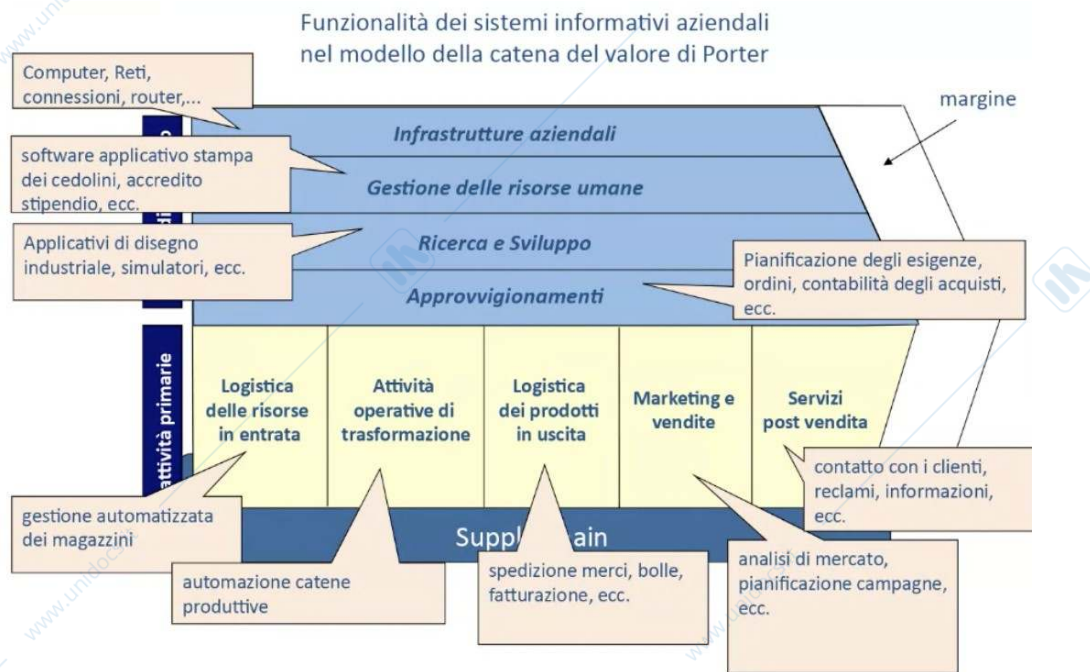 Funzionalità dei sistemi informativi aziendali
nel modello della catena del valore di Porter
Computer, Reti,
connessioni, router,...
margine
Infrastrutture aziendali
software applicativo stampa
dei cedolini, accredito
stipendio, ecc.
Gestione delle risorse umane
Applicativi di disegno
industriale, simulatori, ecc.
Ricerca e Sviluppo
Pianificazione degli esigenze,
ordini, contabilità degli acquisti,
ecc.
Approvvigionamenti
attività primarie
Logistica
delle risorse
in entrata
Attività
operative di
trasformazione
Logistica
dei prodotti
in uscita
Marketing e
vendite
Servizi
post vendita
contatto con i clienti,
reclami, informazioni,
ecc.
gestione automatizzata
dei magazzini
automazione catene
produttive
spedizione merci, bolle,
fatturazione, ecc.
analisi di mercato,
pianificazione campagne,
ecc.